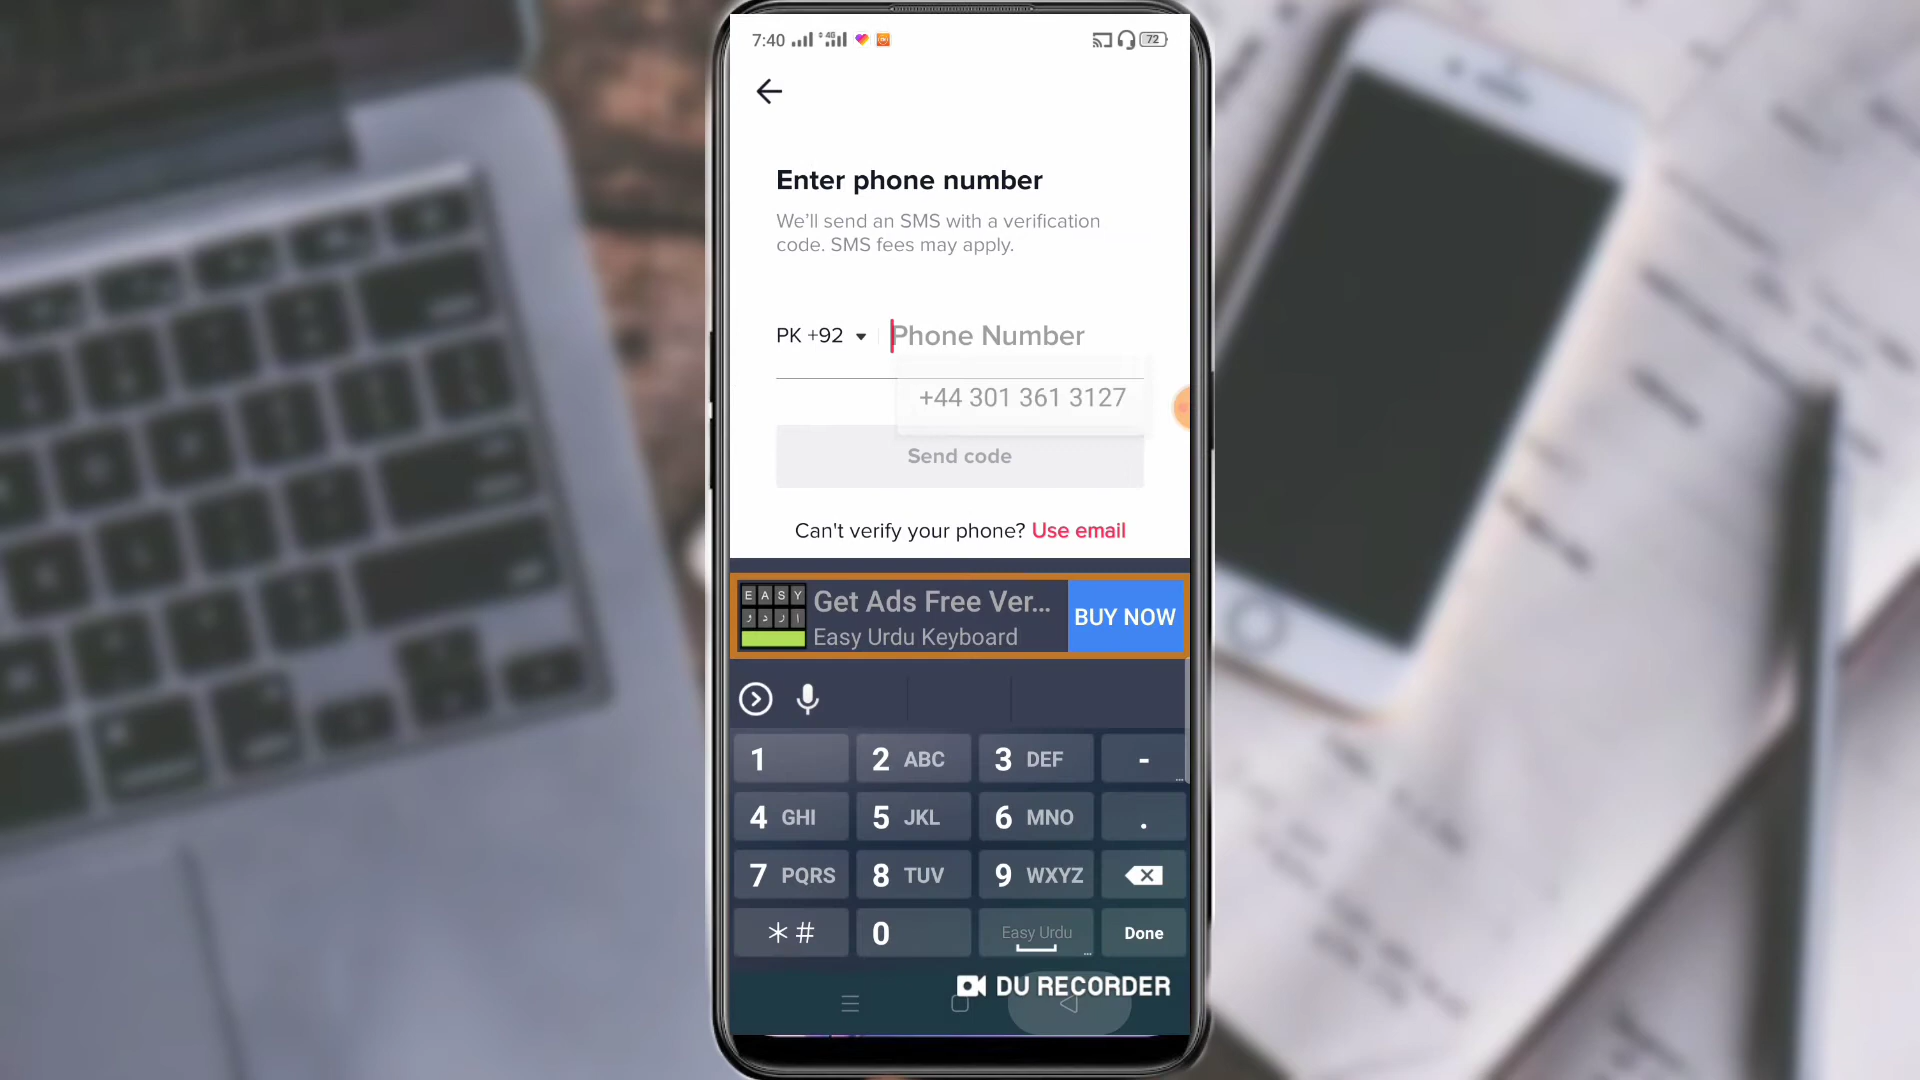 7:40 4G 72
Enter phone number
We'll send an SMS with a verification
code. SMS fees may apply.
PK +92 Phone Number
+44 301 361 3127
Send code
Can't verify your phone? Use email
E A S Y
ا ر د و
Get Ads Free Ver...
Easy Urdu Keyboard
BUY NOW
1 2 ABC 3 DEF -
4 GHI 5 JKL 6 MNO .
7 PQRS 8 TUV 9 WXYZ
*# 0 Easy Urdu Done
DU RECORDER